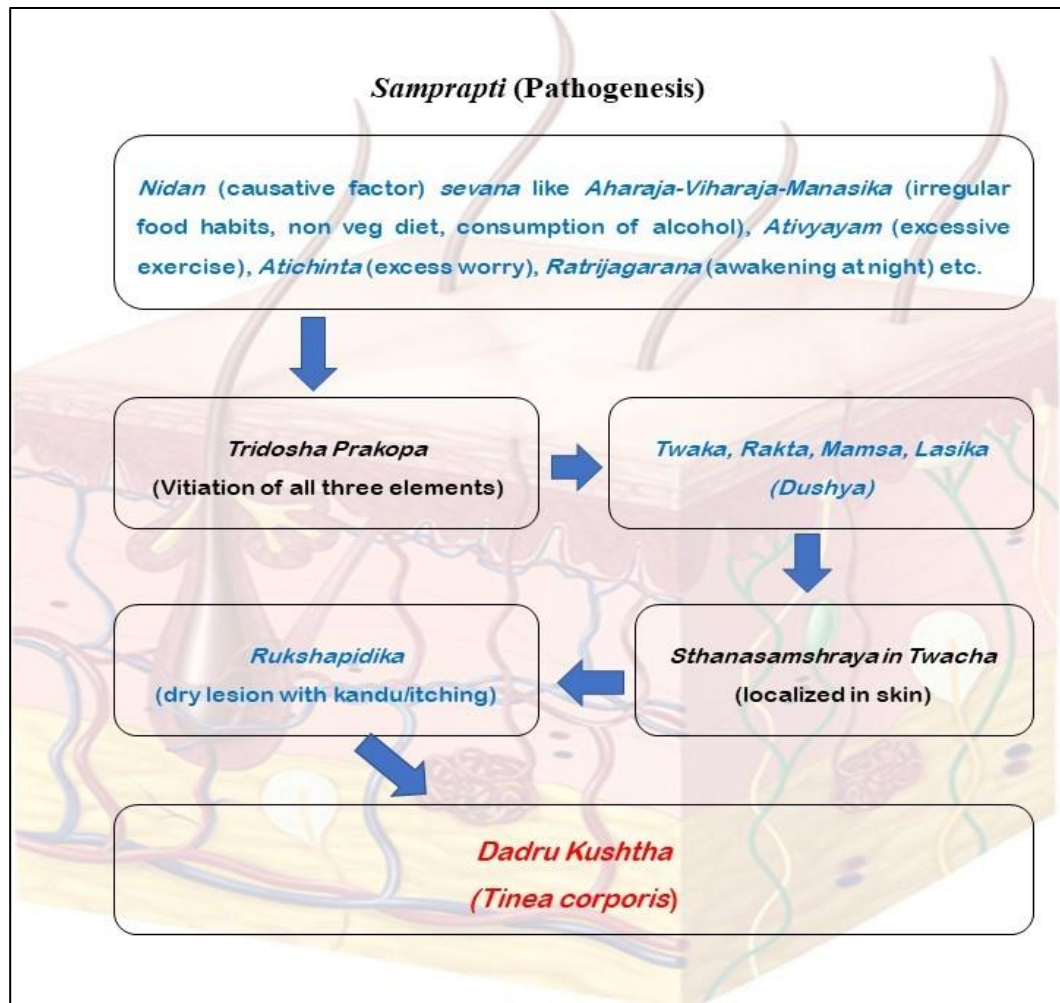 Samprapti (Pathogenesis)
Nidan (causative factor) sevana like Aharaja-Viharaja-Manasika (irregular
food habits, non veg diet, consumption of alcohol), Ativyayam (excessive
exercise), Atichinta (excess worry), Ratrijagarana (awakening at night) etc.
Tridosha Prakopa
(Vitiation of all three elements)
Twaka, Rakta, Mamsa, Lasika
(Dushya)
Rukshapidika
(dry lesion with kandu/itching)
Sthanasamshraya in Twacha
(localized in skin)
Dadru Kushtha
(Tinea corporis)